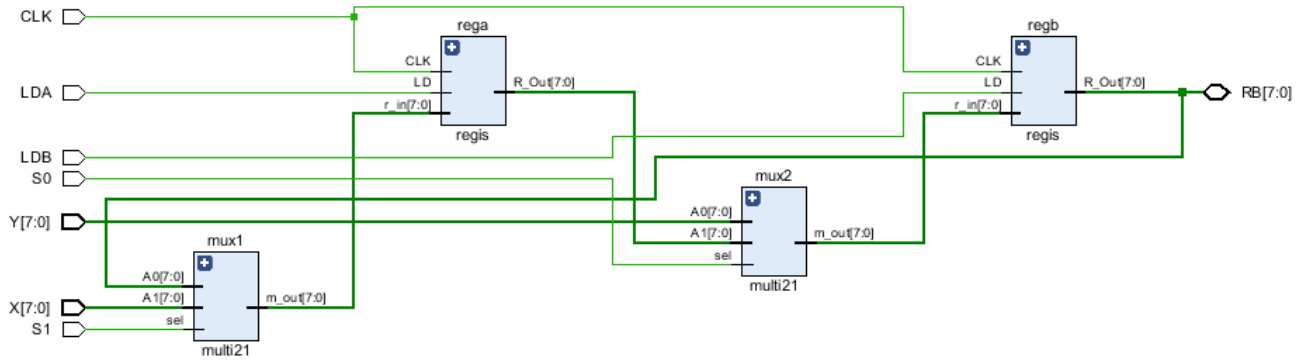 CLK
LDA
LDB
S0
Y[7:0]
X[7:0]
S1
mux1
A0[7:0]
A1[7:0]
sel
m_out[7:0]
multi21
rega
CLK
LD
r_in[7:0]
R_Out[7:0]
regis
mux2
A0[7:0]
A1[7:0]
sel
m_out[7:0]
multi21
regb
CLK
LD
r_in[7:0]
R_Out[7:0]
regis
RB[7:0]